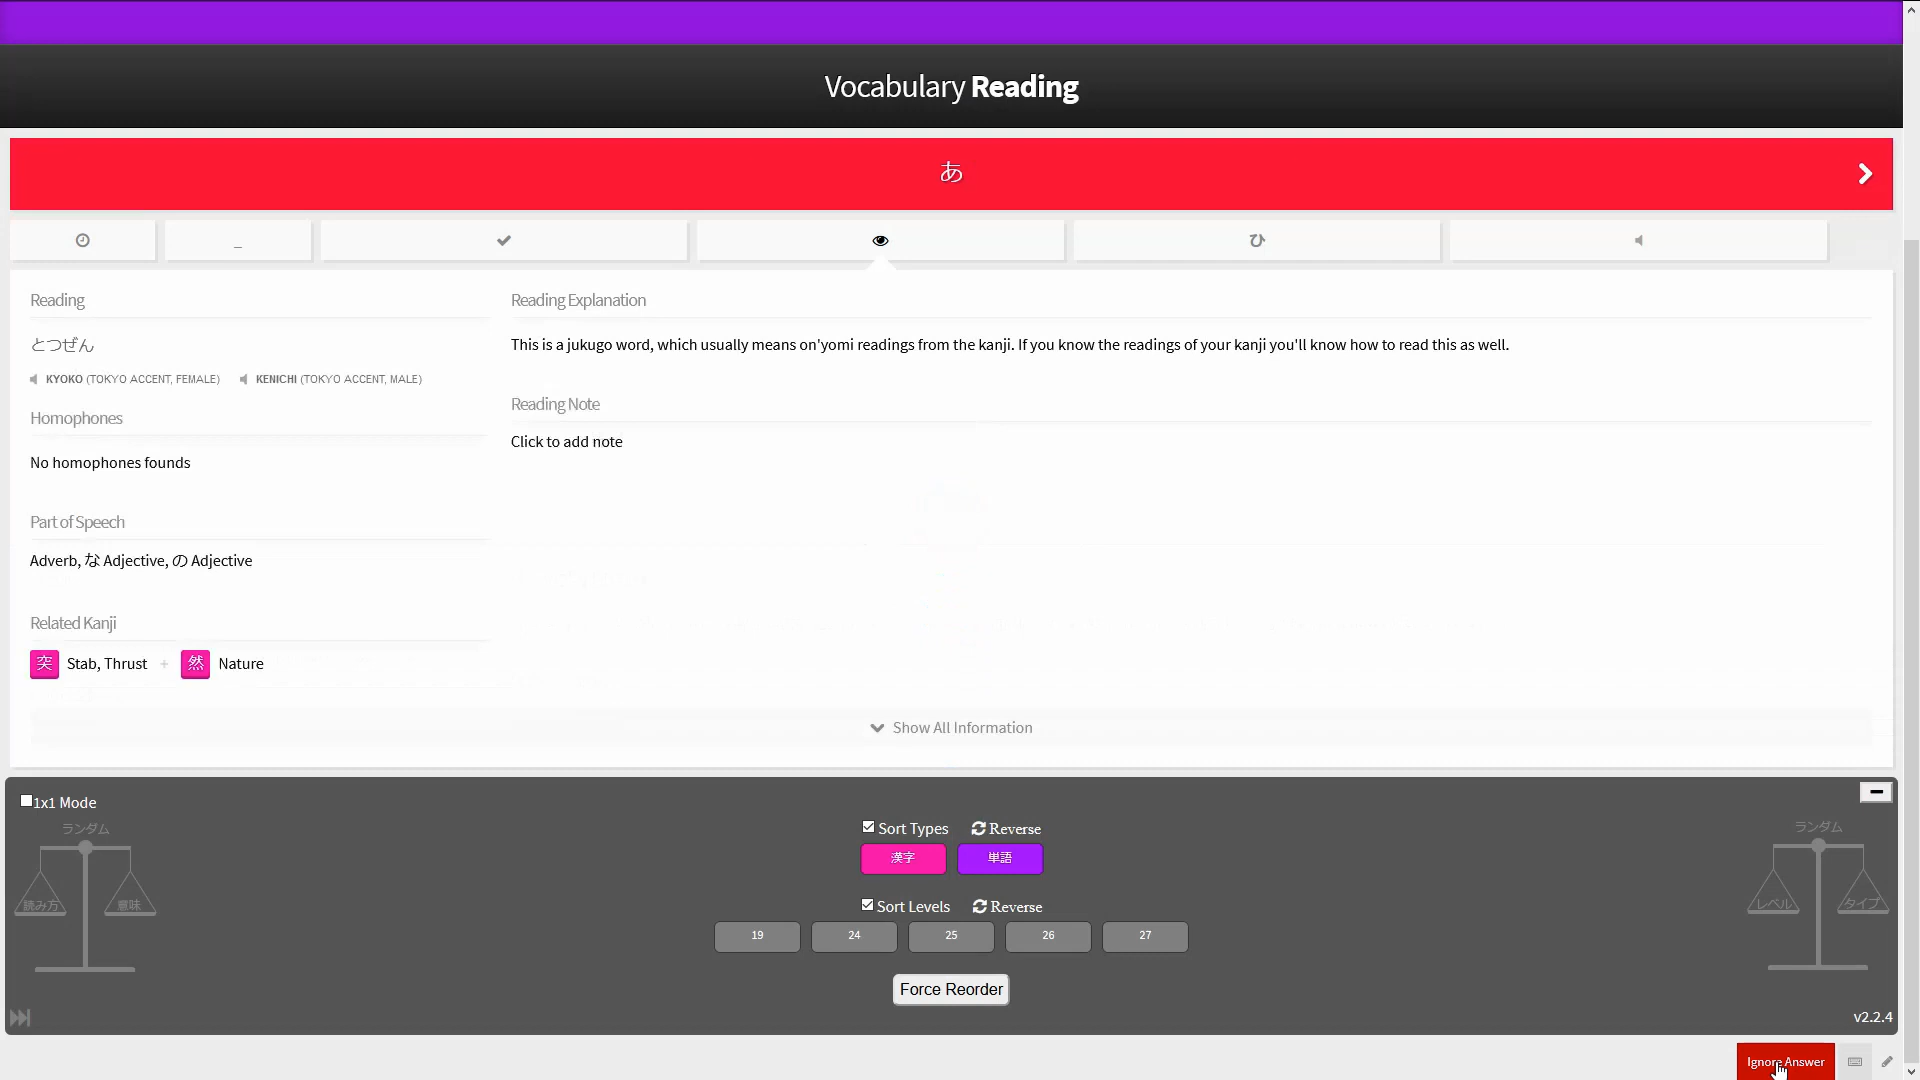 Vocabulary Reading
あ
ひ
Reading
とつぜん
KYOKO (TOKYO ACCENT, FEMALE) KENICHI (TOKYO ACCENT, MALE)
Homophones
No homophones founds
Part of Speech
Adverb, な Adjective, の Adjective
Related Kanji
突 Stab, Thrust + 然 Nature
Reading Explanation
This is a jukugo word, which usually means on'yomi readings from the kanji. If you know the readings of your kanji you'll know how to read this as well.
Reading Note
Click to add note
Show All Information
1x1 Mode
ランダム
読み方 意味
Sort Types Reverse
漢字 単語
Sort Levels Reverse
19 24 25 26 27
Force Reorder
ランダム
レベル タイプ
v2.2.4
Ignore Answer